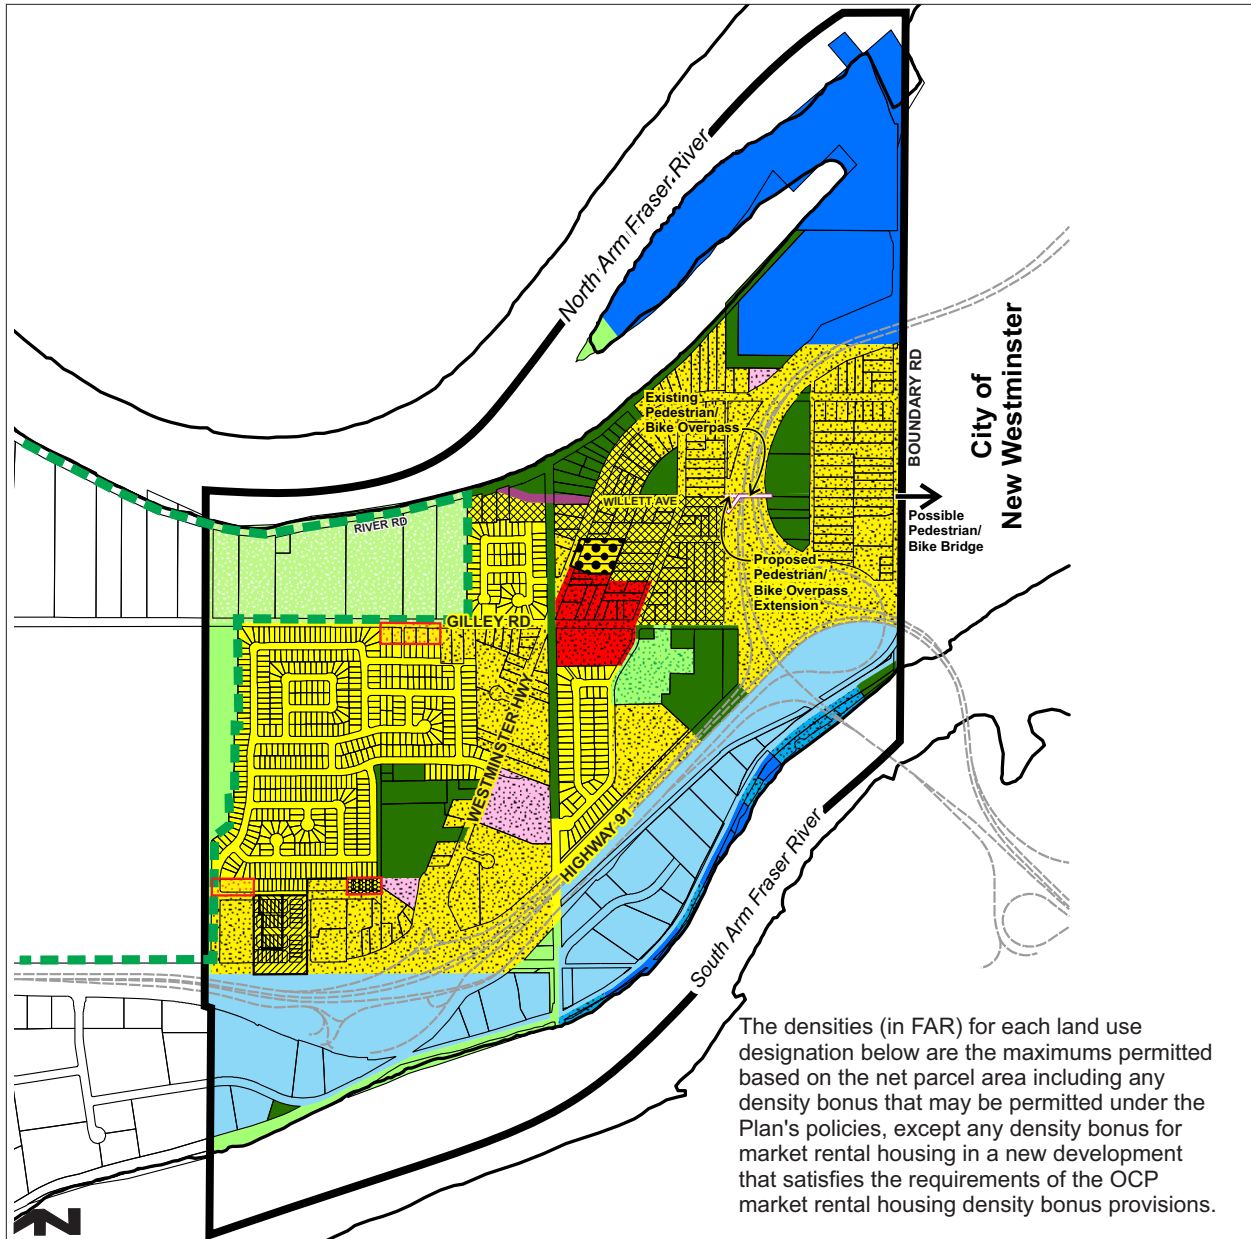 North Arm Fraser River
BOUNDARY RD
City of
New Westminster
Existing
Pedestrian/
Bike Overpass
WILLETT AVE
Possible
Pedestrian/
Bike Bridge
RIVER RD
Proposed
Pedestrian/
Bike Overpass
Extension
GILLEY RD
WESTMINSTER HWY
HIGHWAY 91
South Arm Fraser River
The densities (in FAR) for each land use
designation below are the maximums permitted
based on the net parcel area including any
density bonus that may be permitted under the
Plan's policies, except any density bonus for
market rental housing in a new development
that satisfies the requirements of the OCP
market rental housing density bonus provisions.
N